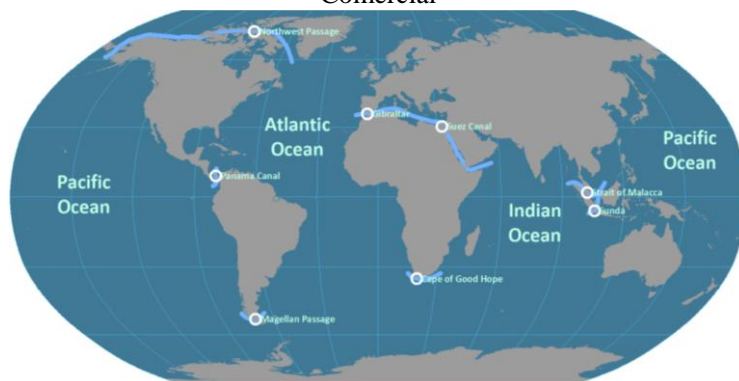 Comercial
Northwest Passage
Gibraltar
Suez Canal
Atlantic
Ocean
Pacific
Ocean
Panama Canal
Pacific
Ocean
Strait of Malacca
Sunda
Indian
Ocean
Cape of Good Hope
Magellan Passage